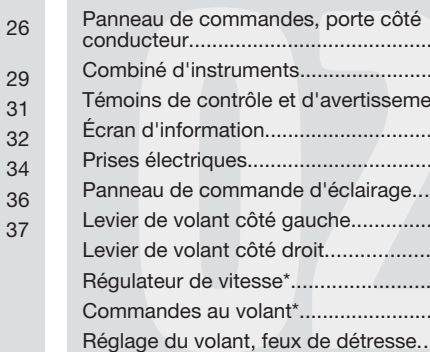 26
29
31
32
34
36
37
Panneau de commandes, porte côté
conducteur..................
Combiné d'instruments..................
Témoins de contrôle et d'avertisseme
Écran d'information.........................
Prises électriques...........................
Panneau de commande d'éclairage...
Levier de volant côté gauche............
Levier de volant côté droit................
Régulateur de vitesse*.....................
Commandes au volant*....................
Réglage du volant, feux de détresse..
02